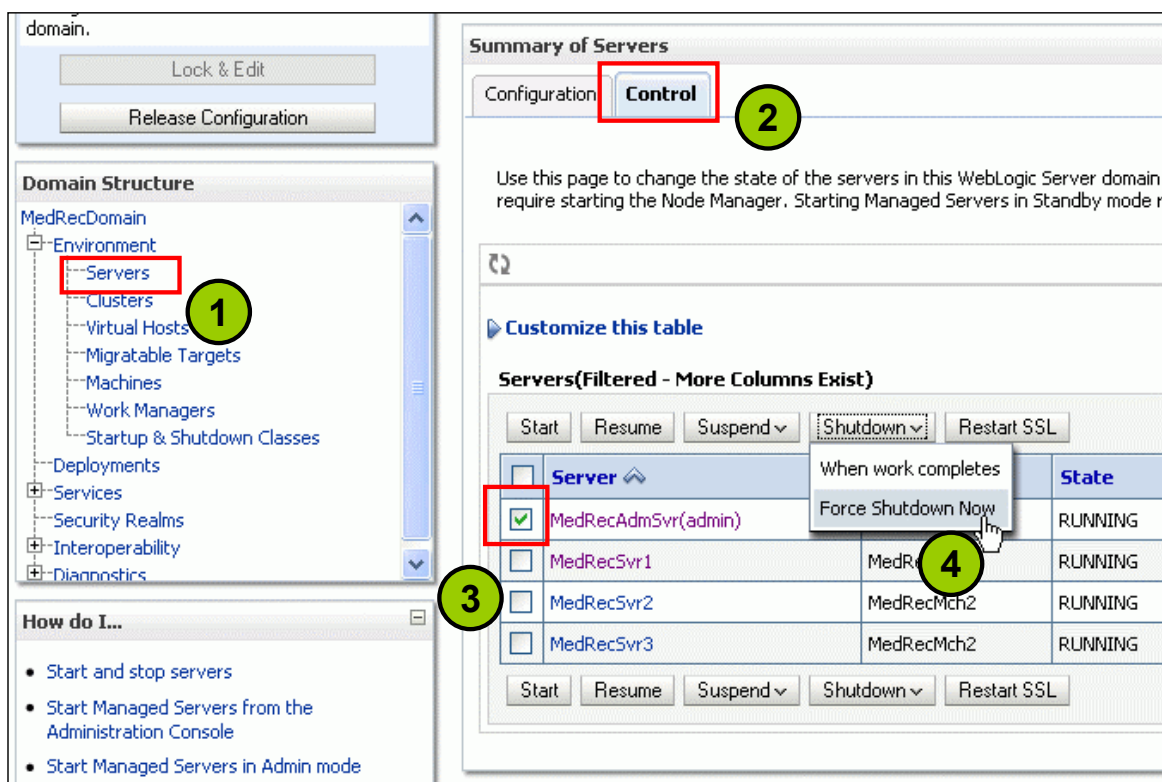 domain.
Lock & Edit
Release Configuration
Domain Structure
MedRecDomain
Environment
Servers
Clusters
Virtual Hosts
Migratable Targets
Machines
Work Managers
Startup & Shutdown Classes
Deployments
Services
Security Realms
Interoperability
Diagnostics
1
How do I...
Start and stop servers
Start Managed Servers from the
Administration Console
Start Managed Servers in Admin mode
Summary of Servers
Configuration Control
2
Use this page to change the state of the servers in this WebLogic Server domain
require starting the Node Manager. Starting Managed Servers in Standby mode
Customize this table
Servers(Filtered - More Columns Exist)
Start Resume Suspend Shutdown Restart SSL
When work completes
Force Shutdown Now
Server State
MedRecAdmSvr(admin) RUNNING
MedRecSvr1 MedRe RUNNING
4
3
MedRecSvr2 MedRecMch2 RUNNING
MedRecSvr3 MedRecMch2 RUNNING
Start Resume Suspend Shutdown Restart SSL